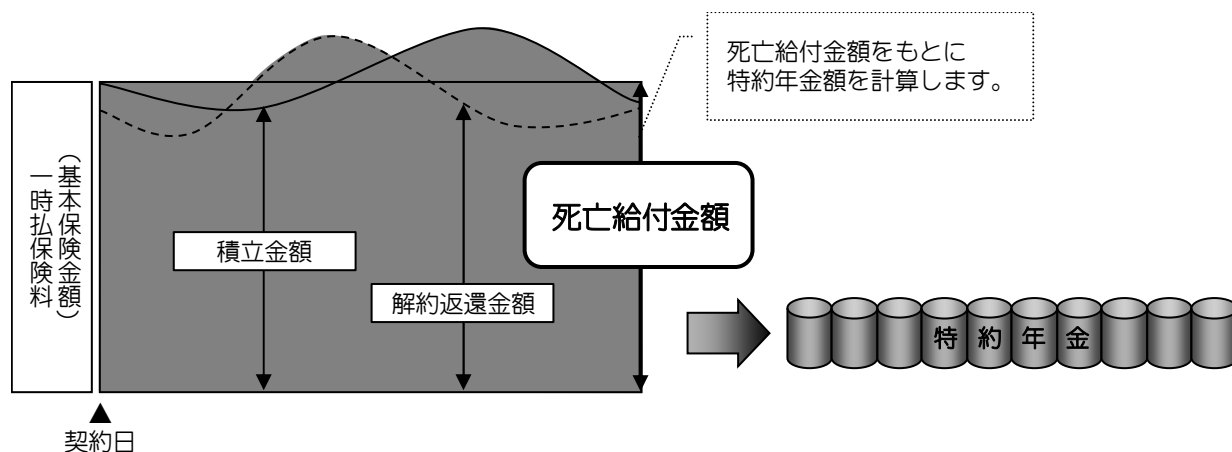 死亡給付金額をもとに
特約年金額を計算します。
一時払保険料
（基本保険金額）
死亡給付金額
積立金額
解約返還金額
特約年金
契約日